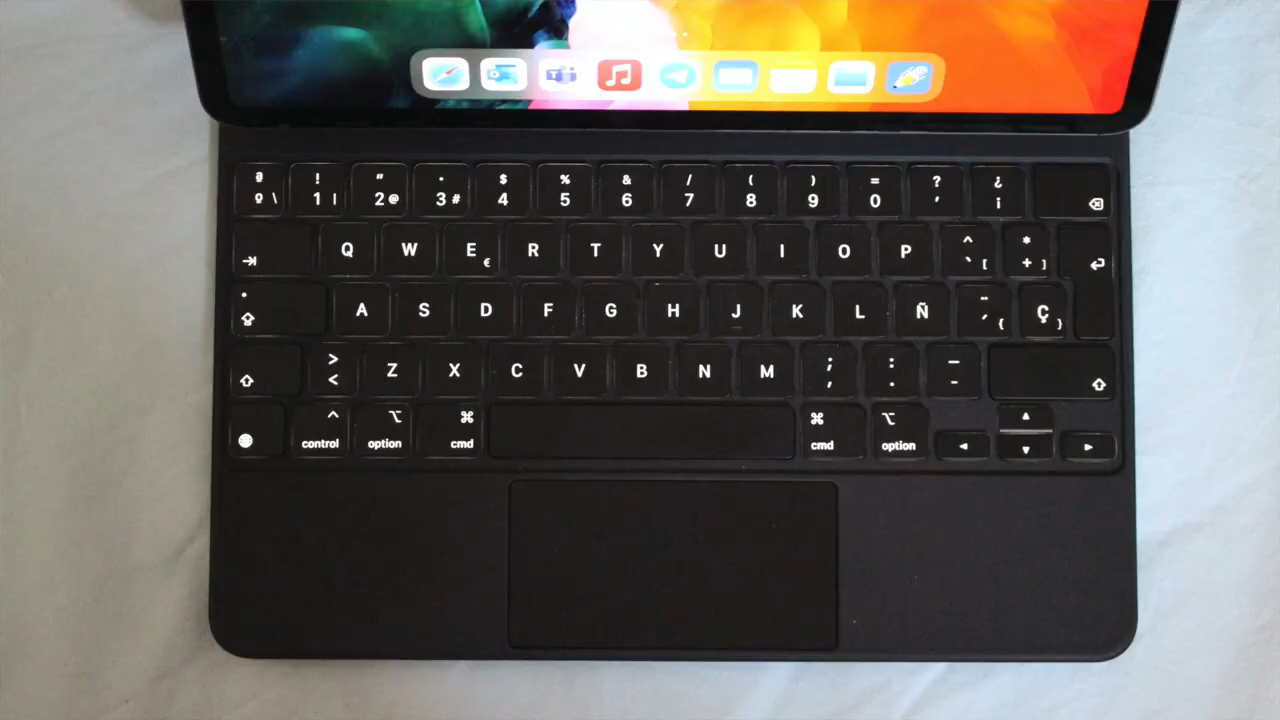 ª ! " · $ % & / ( ) = ? ¿
º \ 1 | 2 @ 3 # 4 5 6 7 8 9 0 ' ¡
Q W E € R T Y U I O P ^ ` [ * + ]
A S D F G H J K L Ñ ¨ ´ { Ç }
> < Z X C V B N M ; , : . _ -
^ control ⌥ option ⌘ cmd ⌘ cmd ⌥ option